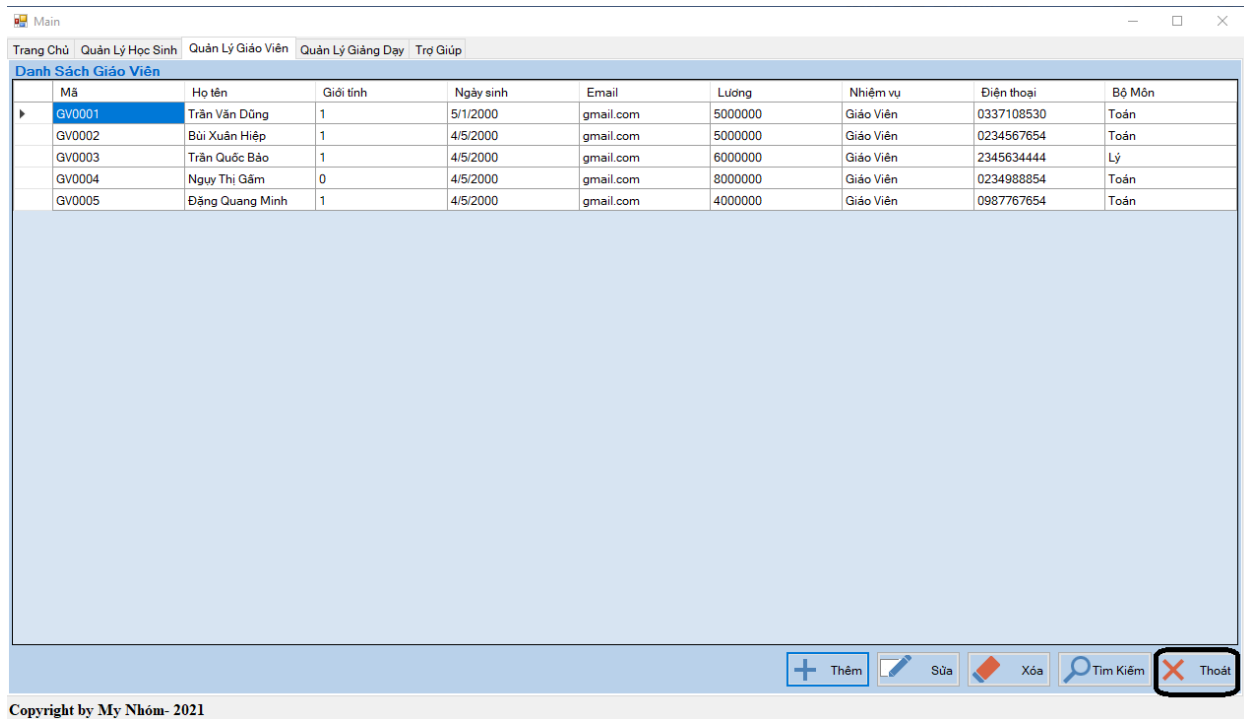 Main
Trang Chủ Quản Lý Học Sinh Quản Lý Giáo Viên Quản Lý Giảng Dạy Trợ Giúp
Danh Sách Giáo Viên
Mã Họ tên Giới tính Ngày sinh Email Lương Nhiệm vụ Điện thoại Bộ Môn
GV0001 Trần Văn Dũng 1 5/1/2000 gmail.com 5000000 Giáo Viên 0337108530 Toán
GV0002 Bùi Xuân Hiệp 1 4/5/2000 gmail.com 5000000 Giáo Viên 0234567654 Toán
GV0003 Trần Quốc Bảo 1 4/5/2000 gmail.com 6000000 Giáo Viên 2345634444 Lý
GV0004 Ngụy Thị Gấm 0 4/5/2000 gmail.com 8000000 Giáo Viên 0234988854 Toán
GV0005 Đặng Quang Minh 1 4/5/2000 gmail.com 4000000 Giáo Viên 0987767654 Toán
Thêm Sửa Xóa Tìm Kiếm Thoát
Copyright by My Nhóm- 2021